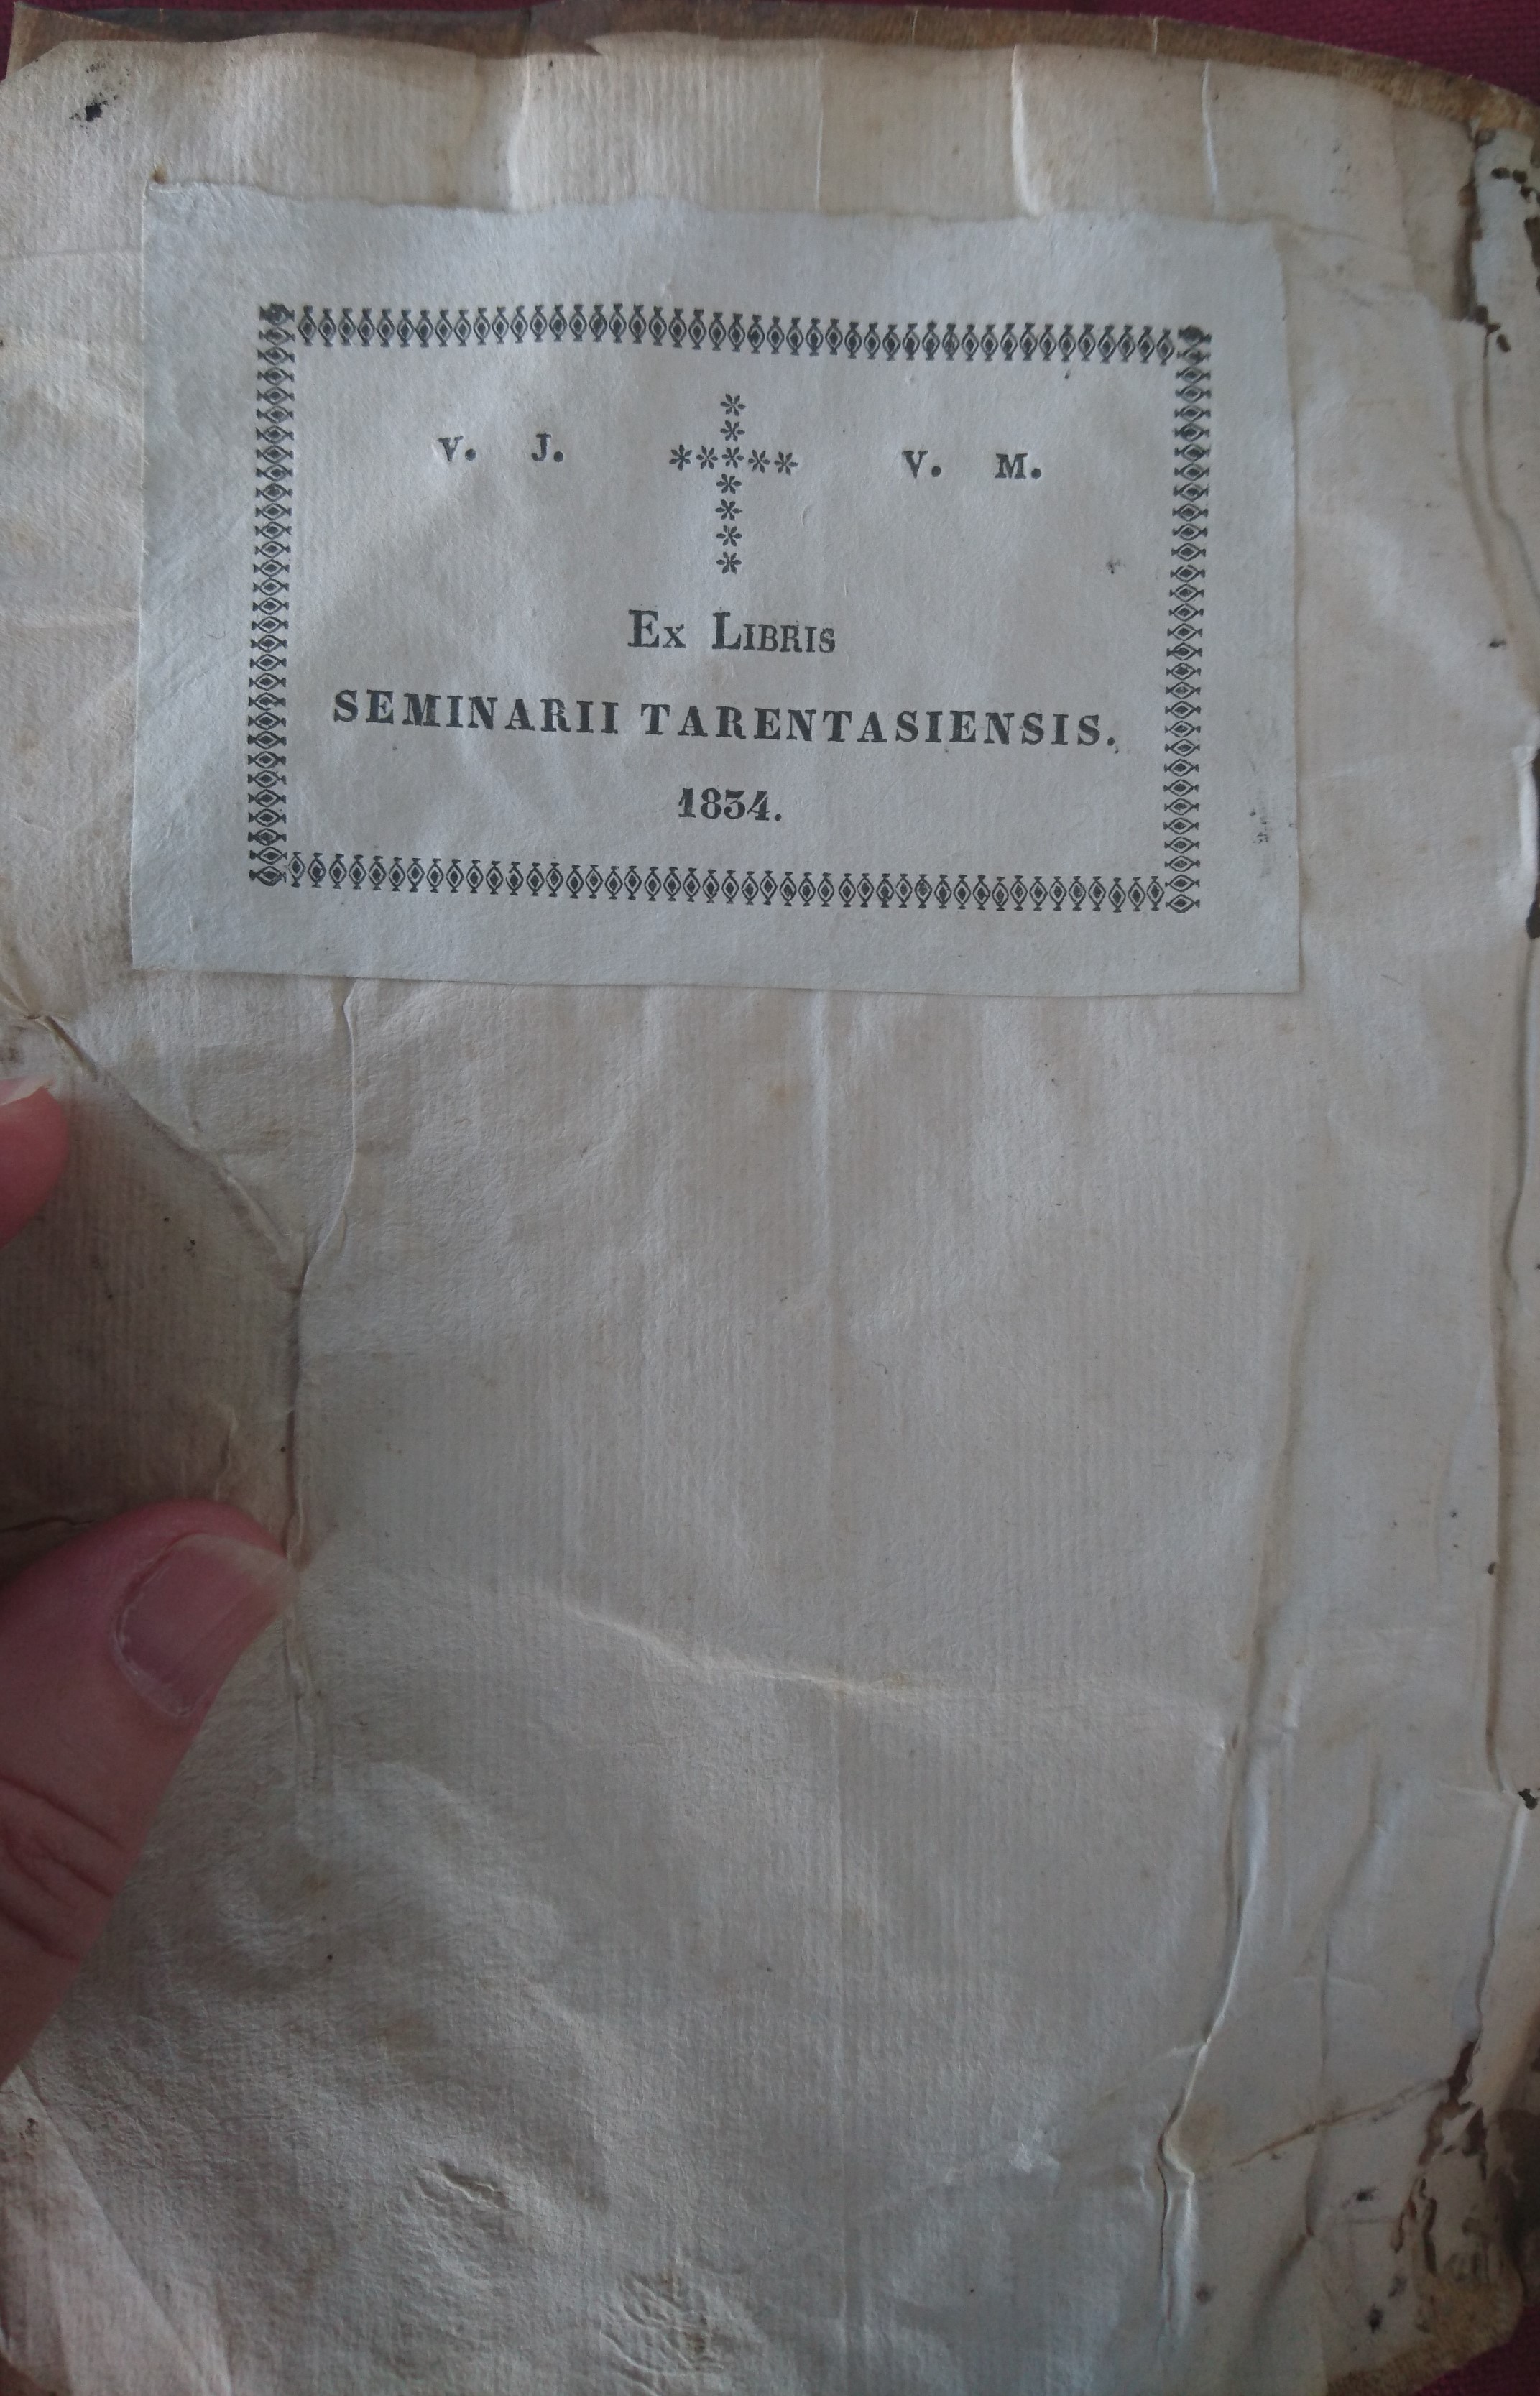 V. J. V. M.
Ex Libris
SEMINARII TARENTASIENSIS.
1834.